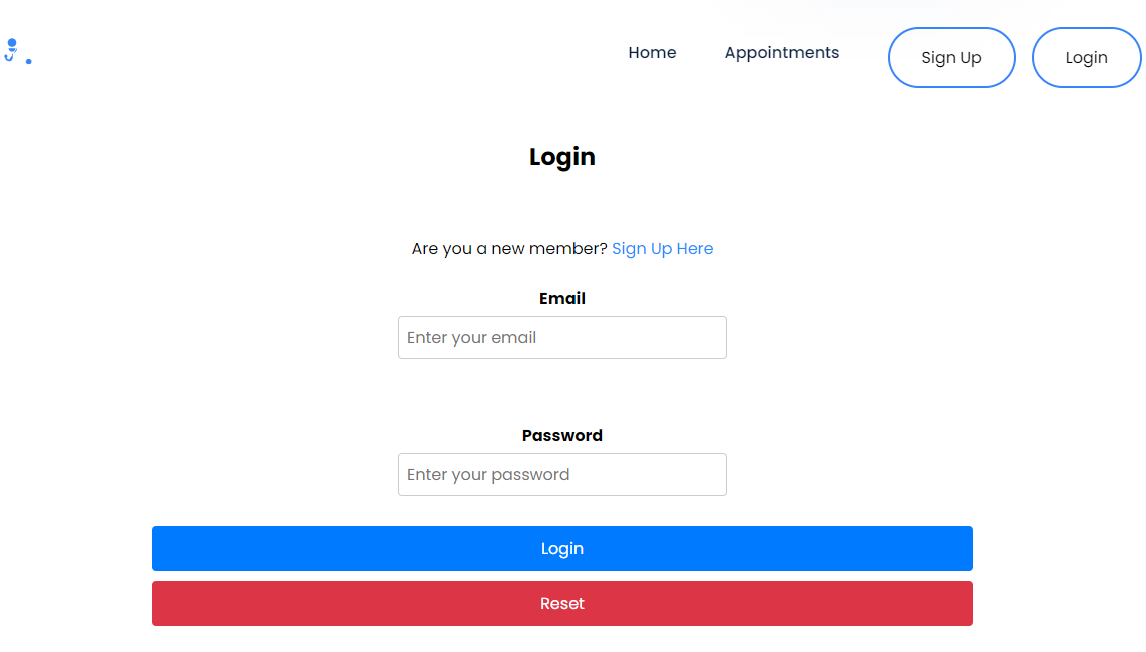 Home Appointments Sign Up Login
Login
Are you a new member? Sign Up Here
Email
Enter your email
Password
Enter your password
Login
Reset